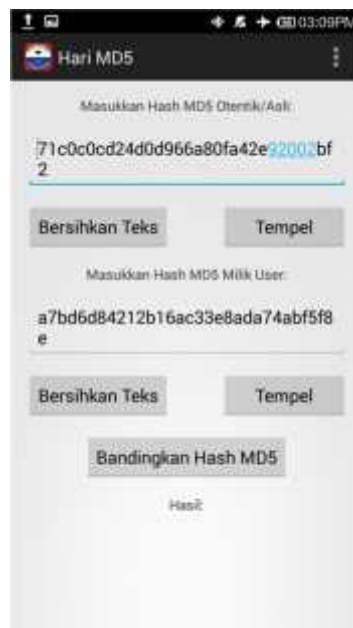 03:09PM
Hari MD5
Masukkan Hash MD5 Otentik/Asli:
71c0c0cd24d0d966a80fa42e92002bf
2
Bersihkan Teks Tempel
Masukkan Hash MD5 Milik User:
a7bd6d84212b16ac33e8ada74abf5f8
e
Bersihkan Teks Tempel
Bandingkan Hash MD5
Hasil: